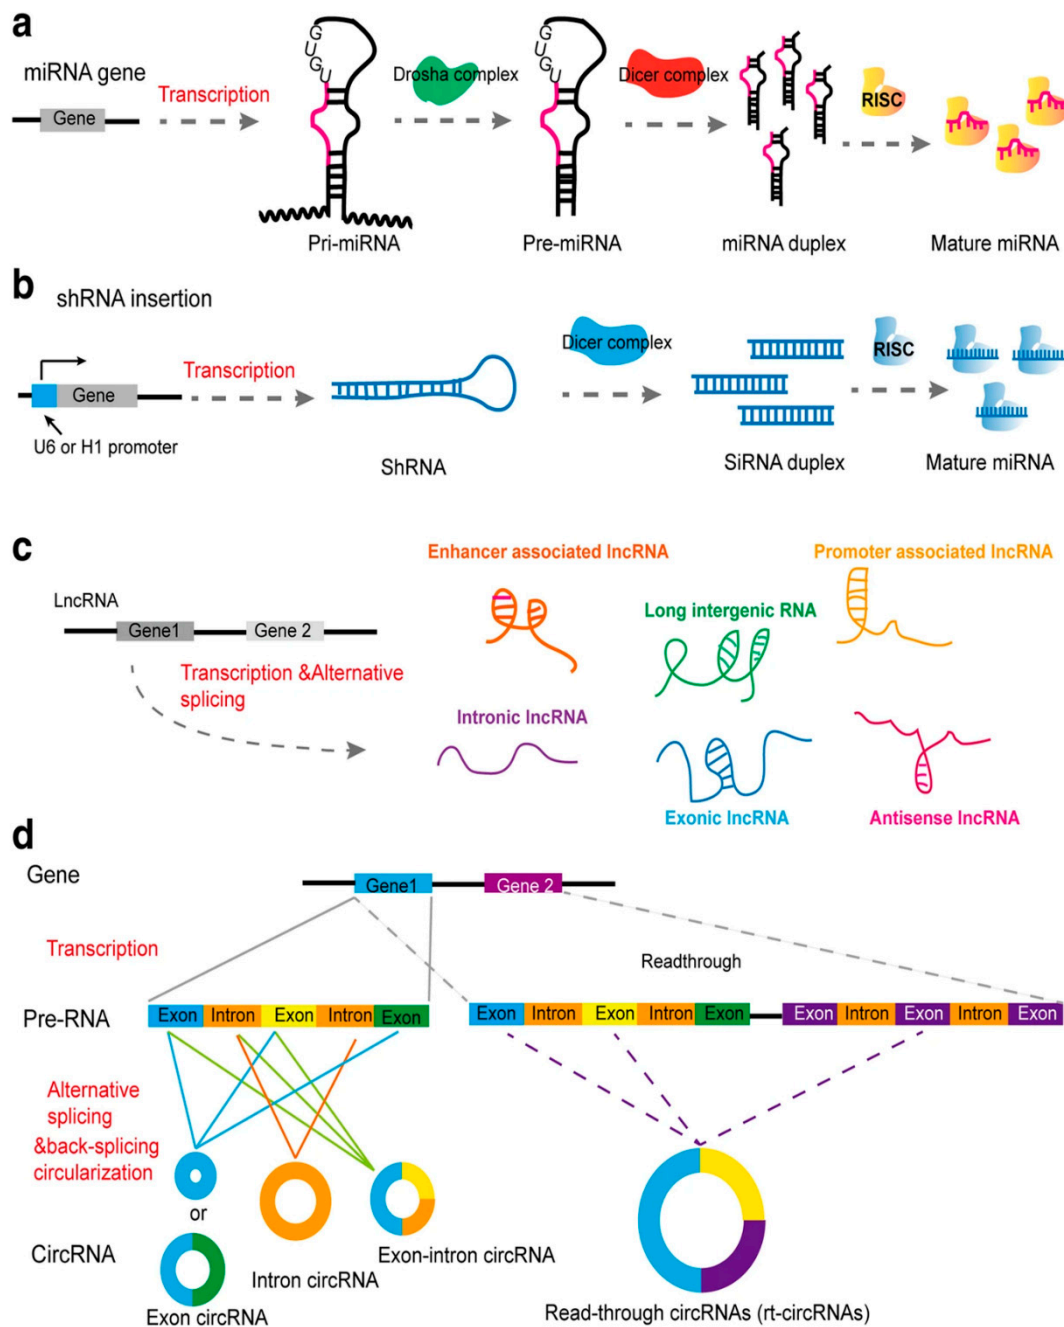 a
miRNA gene
Gene
Transcription
GUGU
Pri-miRNA
Drosha complex
GUGU
Pre-miRNA
Dicer complex
miRNA duplex
RISC
Mature miRNA
b
shRNA insertion
Gene
U6 or H1 promoter
Transcription
ShRNA
Dicer complex
SiRNA duplex
RISC
Mature miRNA
c
LncRNA
Gene1
Gene 2
Transcription &Alternative
splicing
Enhancer associated lncRNA
Promoter associated lncRNA
Long intergenic RNA
Intronic lncRNA
Exonic lncRNA
Antisense lncRNA
d
Gene
Gene1
Gene 2
Transcription
Readthrough
Pre-RNA
Exon Intron Exon Intron Exon
Exon Intron Exon Intron Exon Exon Intron Exon Intron Exon
Alternative
splicing
&back-splicing
circularization
or
CircRNA
Exon circRNA
Intron circRNA
Exon-intron circRNA
Read-through circRNAs (rt-circRNAs)